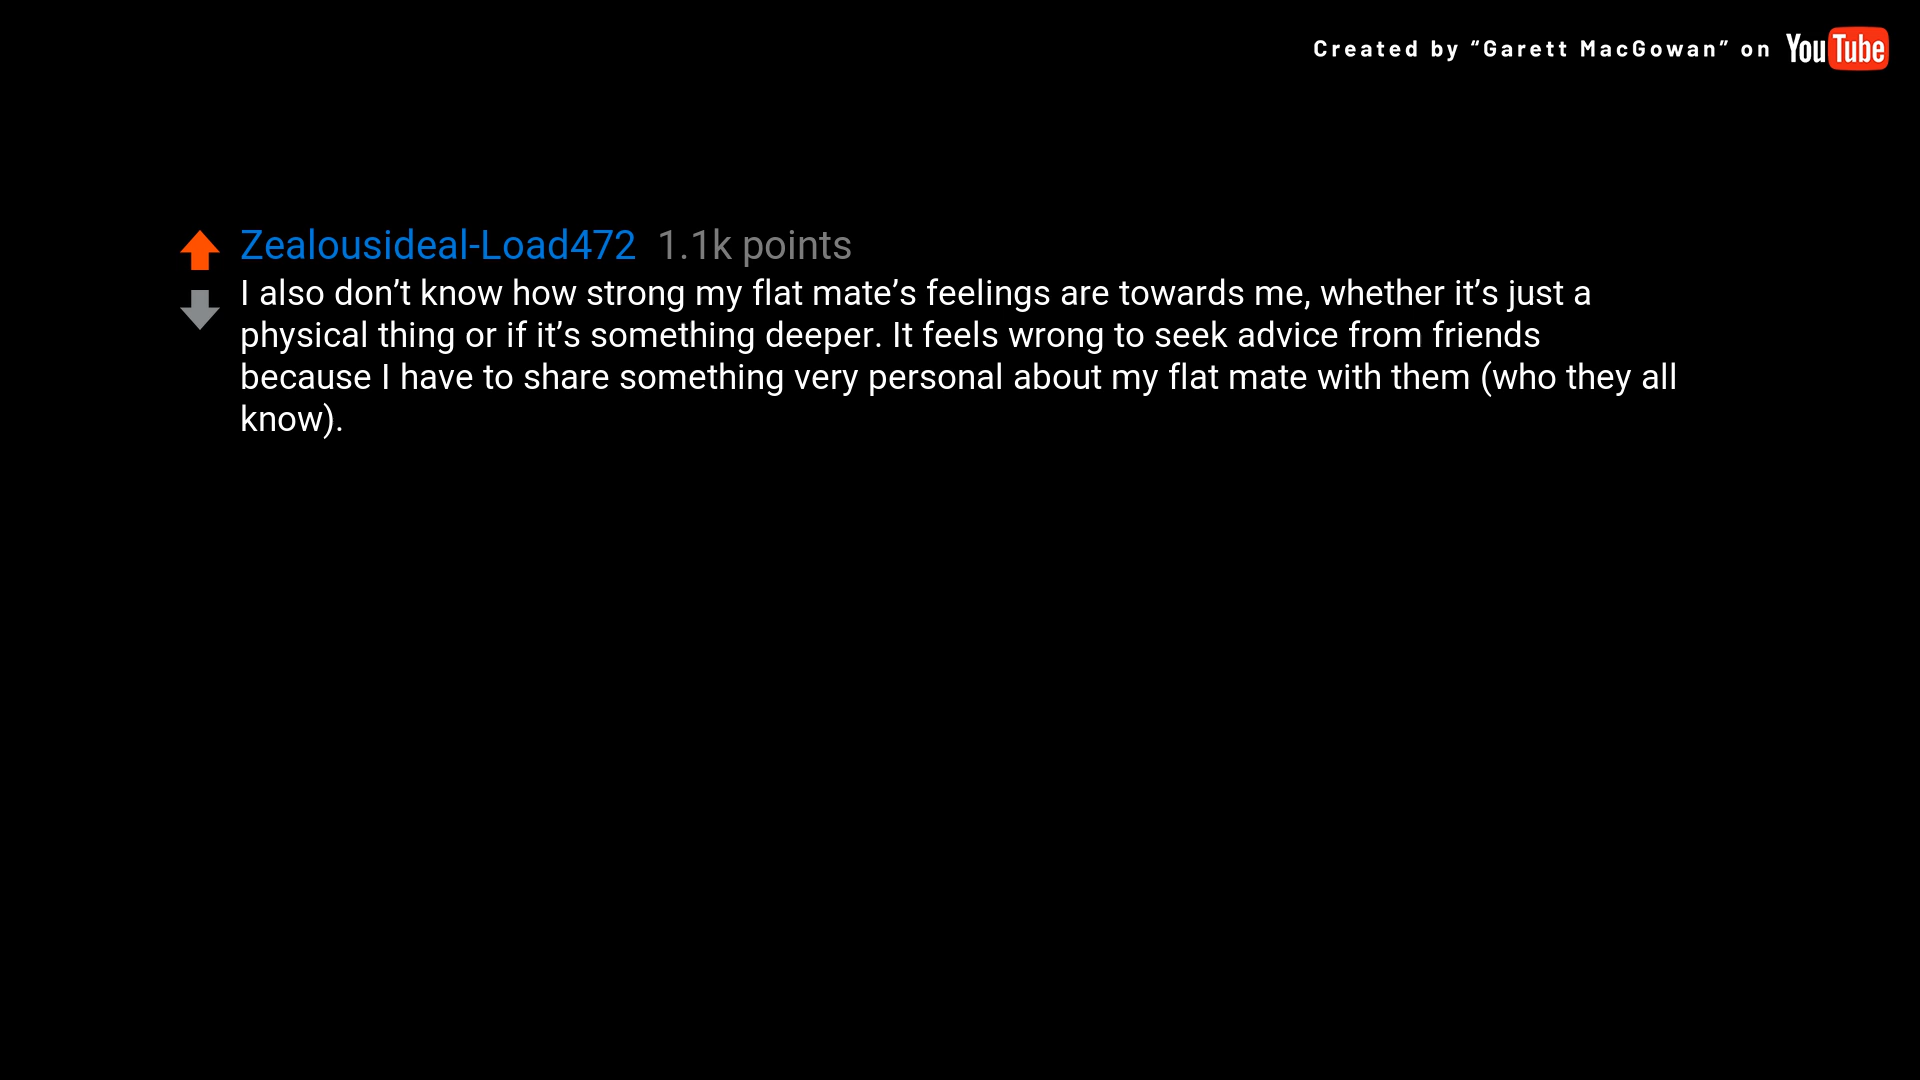 Created by “Garett MacGowan” on YouTube
Zealousideal-Load472 1.1k points
I also don’t know how strong my flat mate’s feelings are towards me, whether it’s just a
physical thing or if it’s something deeper. It feels wrong to seek advice from friends
because I have to share something very personal about my flat mate with them (who they all
know).